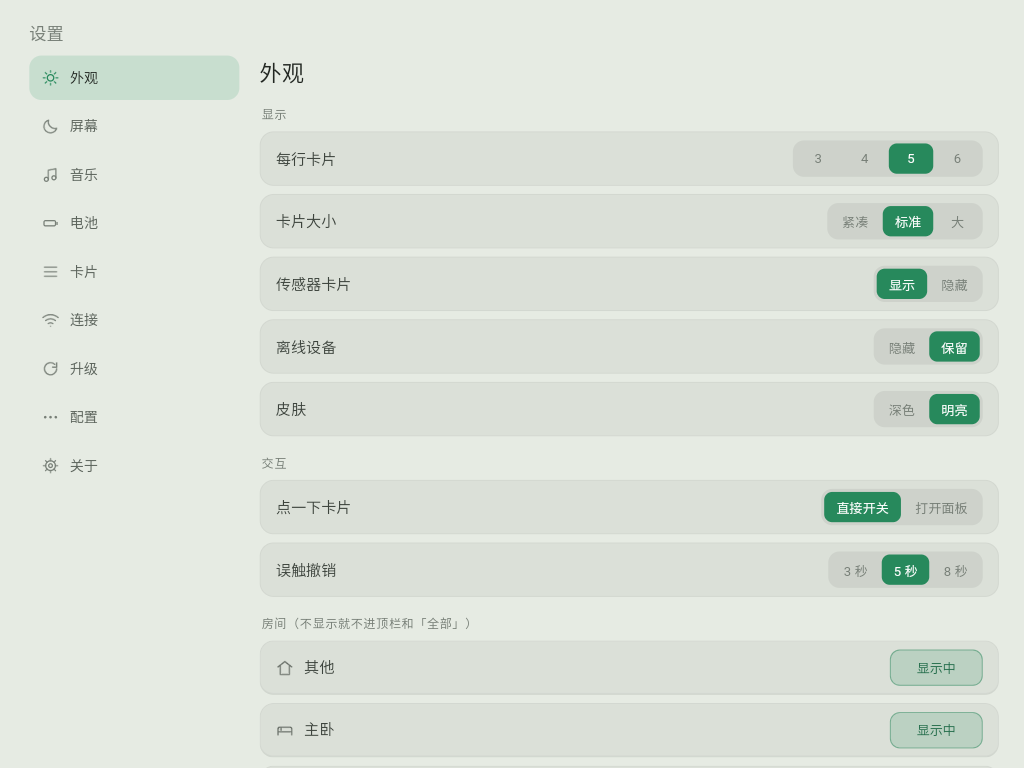 设置
外观
屏幕
音乐
电池
卡片
连接
升级
配置
关于
外观
显示
每行卡片 3 4 5 6
卡片大小 紧凑 标准 大
传感器卡片 显示 隐藏
离线设备 隐藏 保留
皮肤 深色 明亮
交互
点一下卡片 直接开关 打开面板
误触撤销 3 秒 5 秒 8 秒
房间（不显示就不进顶栏和「全部」）
其他 显示中
主卧 显示中